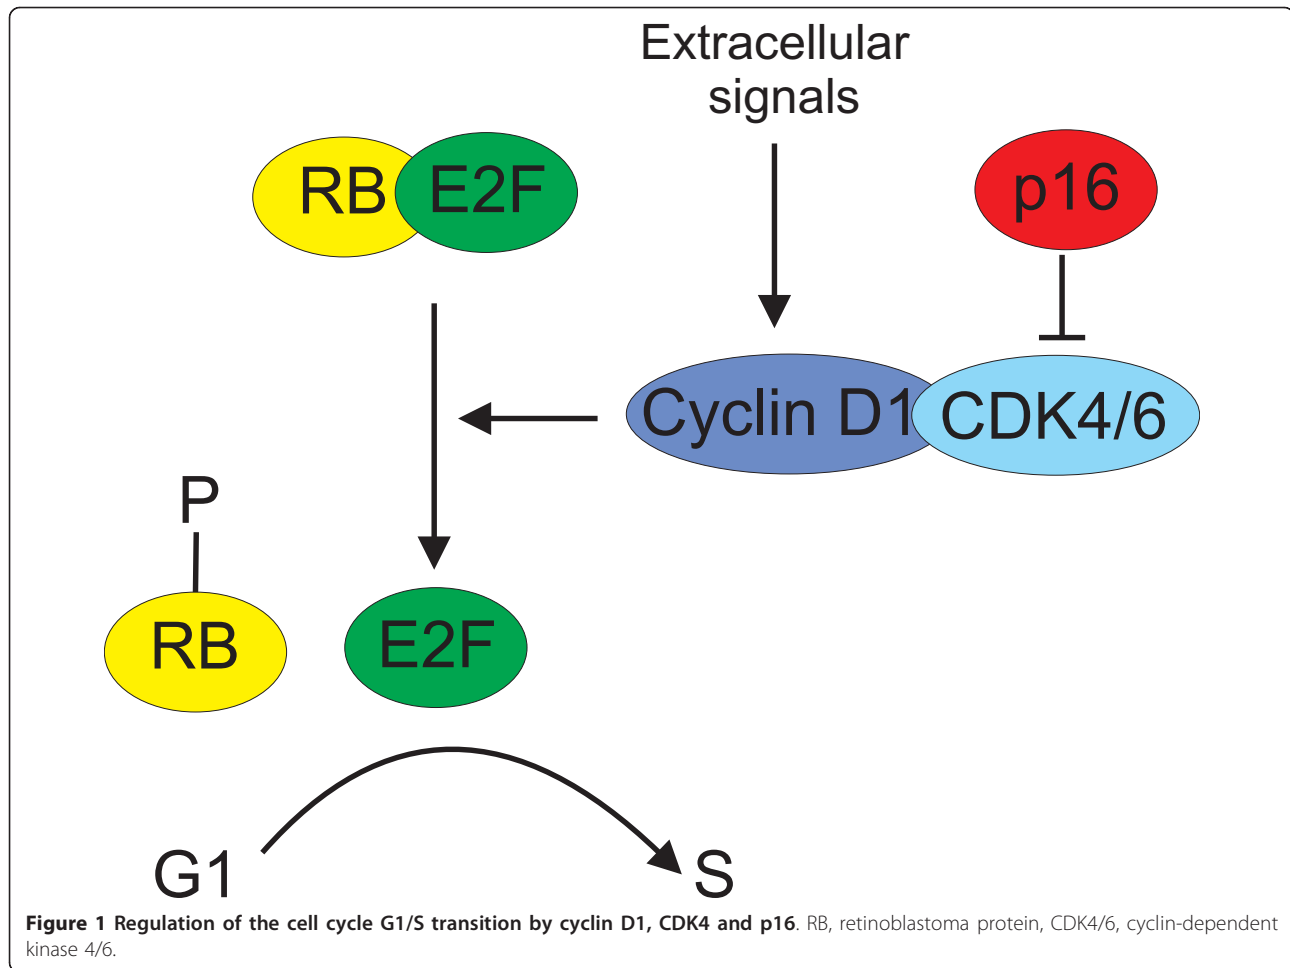 Extracellular
signals
RB E2F
p16
Cyclin D1 CDK4/6
P
RB E2F
G1 S
Figure 1 Regulation of the cell cycle G1/S transition by cyclin D1, CDK4 and p16. RB, retinoblastoma protein, CDK4/6, cyclin-dependent
kinase 4/6.